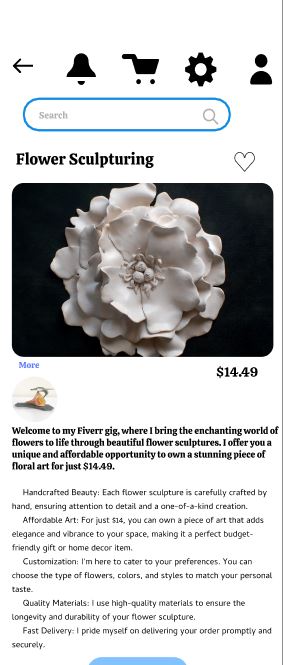 Search
Flower Sculpturing
More
$14.49
Welcome to my Fiverr gig, where I bring the enchanting world of
flowers to life through beautiful flower sculptures. I offer you a
unique and affordable opportunity to own a stunning piece of
floral art for just $14.49.
Handcrafted Beauty: Each flower sculpture is carefully crafted by
hand, ensuring attention to detail and a one-of-a-kind creation.
Affordable Art: For just $14, you can own a piece of art that adds
elegance and vibrance to your space, making it a perfect budget-
friendly gift or home decor item.
Customization: I'm here to cater to your preferences. You can
choose the type of flowers, colors, and styles to match your personal
taste.
Quality Materials: I use high-quality materials to ensure the
longevity and durability of your flower sculpture.
Fast Delivery: I pride myself on delivering your order promptly and
securely.